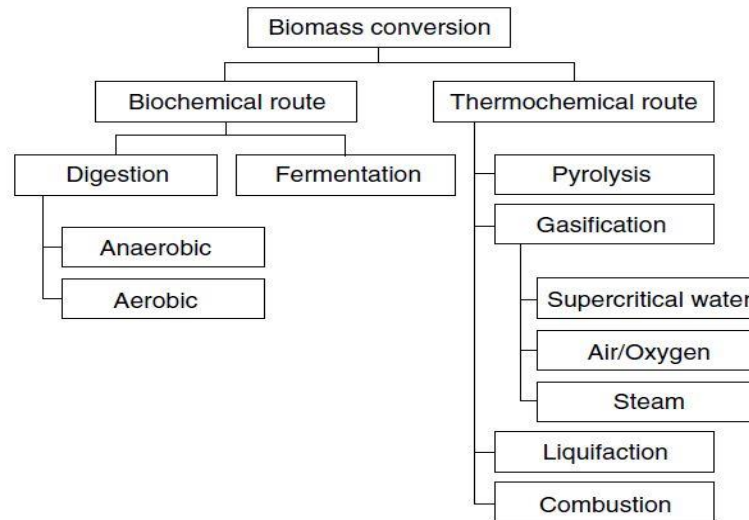 Biomass conversion
Biochemical route
Thermochemical route
Digestion
Fermentation
Pyrolysis
Gasification
Anaerobic
Aerobic
Supercritical water
Air/Oxygen
Steam
Liquifaction
Combustion